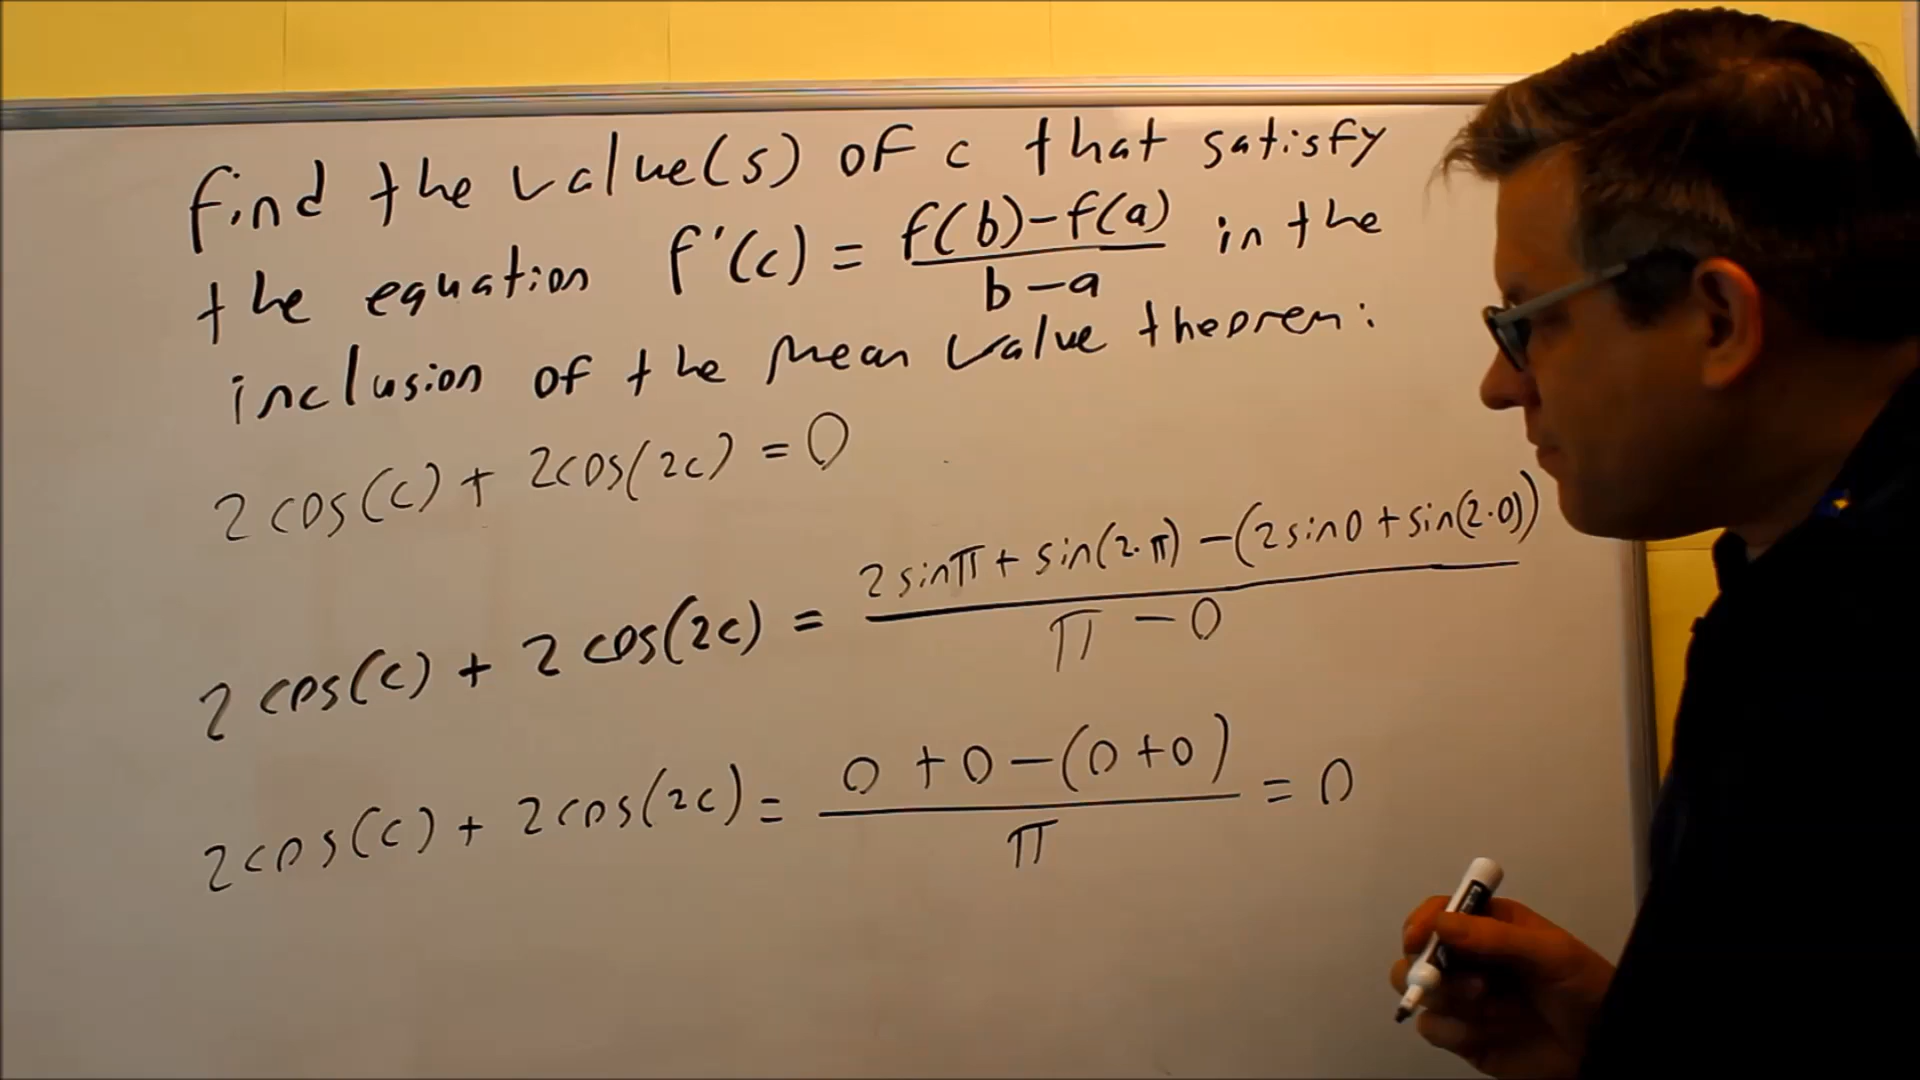 find the value(s) of c that satisfy
the equation f'(c) = f(b)-f(a) / b-a in the
inclusion of the mean value theorem:
2cos(c) + 2cos(2c) = 0
2cos(c) + 2cos(2c) = 2sinπ + sin(2·π) - (2sin0 + sin(2·0)) / π - 0
2cos(c) + 2cos(2c) = 0 + 0 - (0 + 0) / π = 0